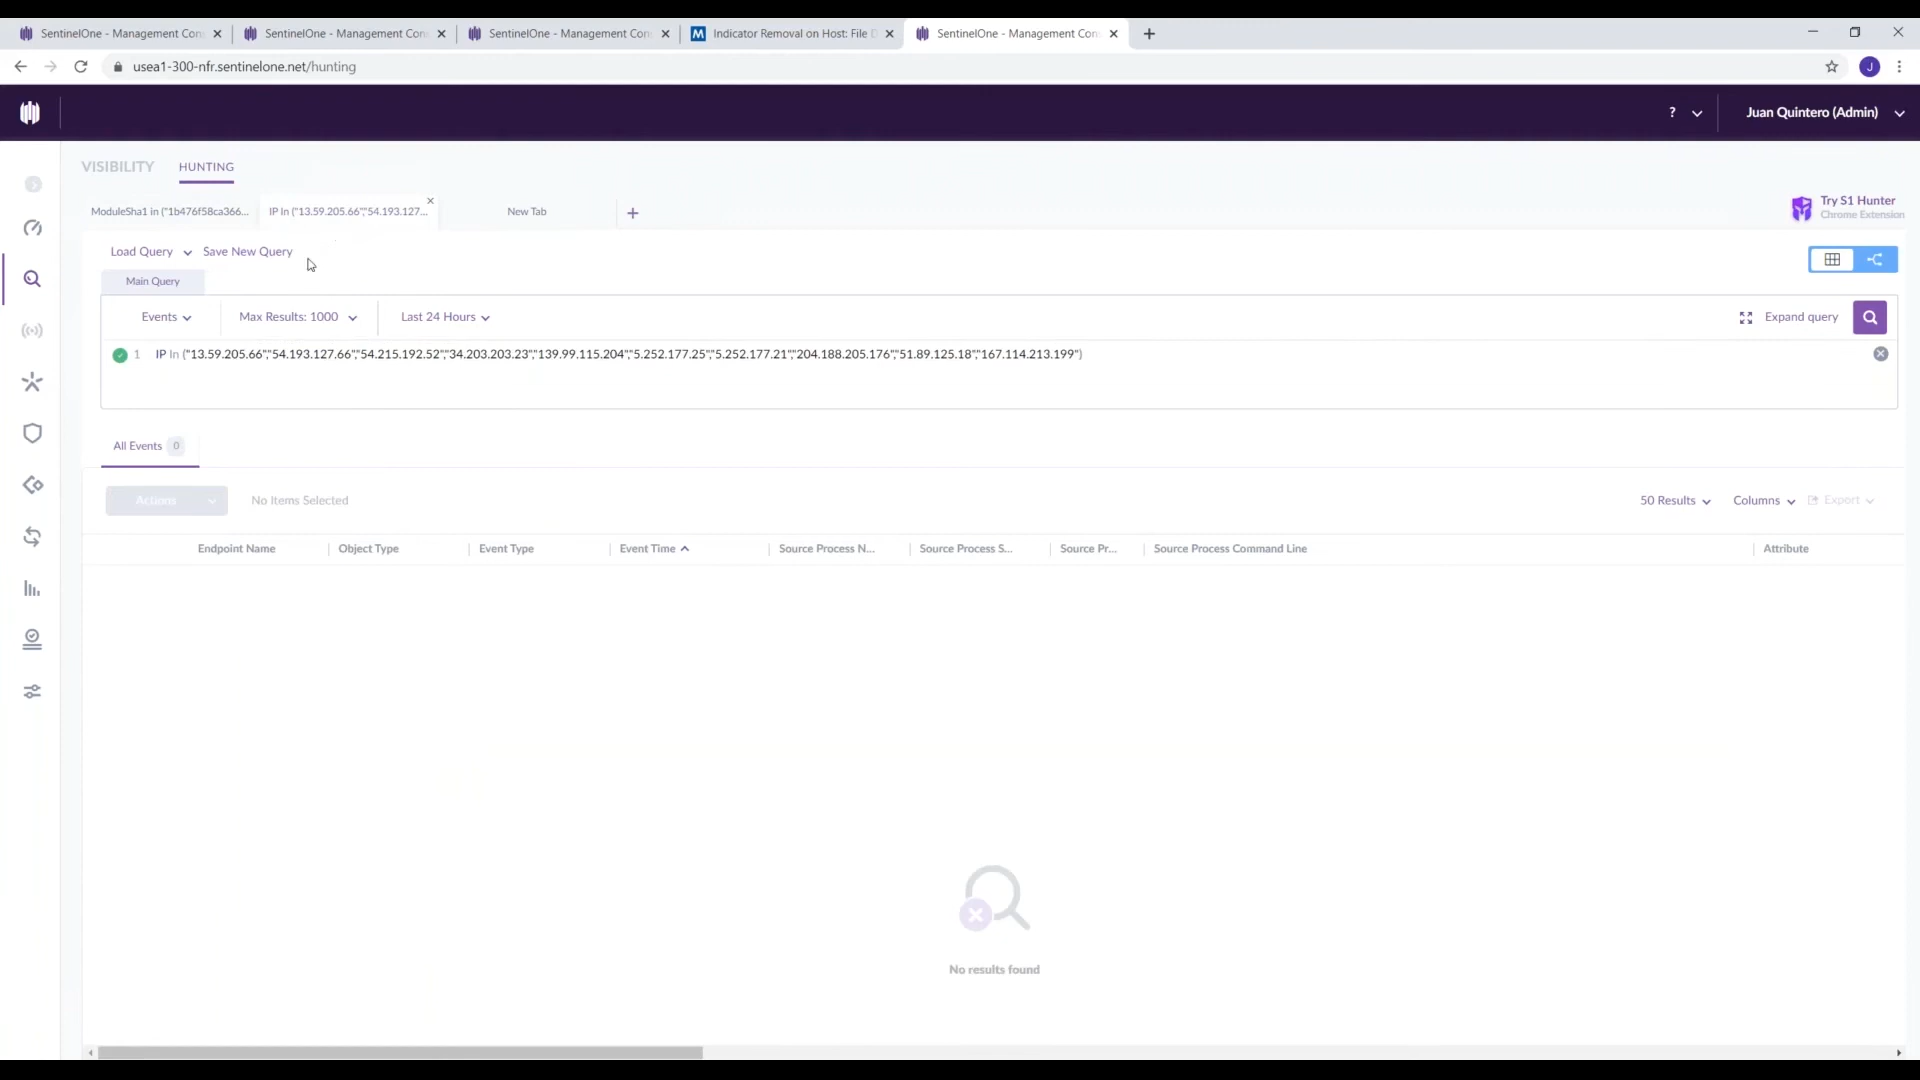 SentinelOne - Management Con
SentinelOne - Management Con
SentinelOne - Management Con
Indicator Removal on Host: File D
SentinelOne - Management Con
usea1-300-nfr.sentinelone.net/hunting
J
?
Juan Quintero (Admin)
VISIBILITY
HUNTING
ModuleSha1 in ("1b476f58ca366...
IP In ("13.59.205.66","54.193.127...
New Tab
Try S1 Hunter
Chrome Extension
Load Query
Save New Query
Main Query
Events
Max Results: 1000
Last 24 Hours
Expand query
1 IP In ("13.59.205.66","54.193.127.66","54.215.192.52","34.203.203.23","139.99.115.204","5.252.177.25","5.252.177.21","204.188.205.176","51.89.125.18","167.114.213.199")
All Events 0
Actions
No Items Selected
50 Results
Columns
Export
Endpoint Name
Object Type
Event Type
Event Time
Source Process N...
Source Process S...
Source Pr...
Source Process Command Line
Attribute
No results found